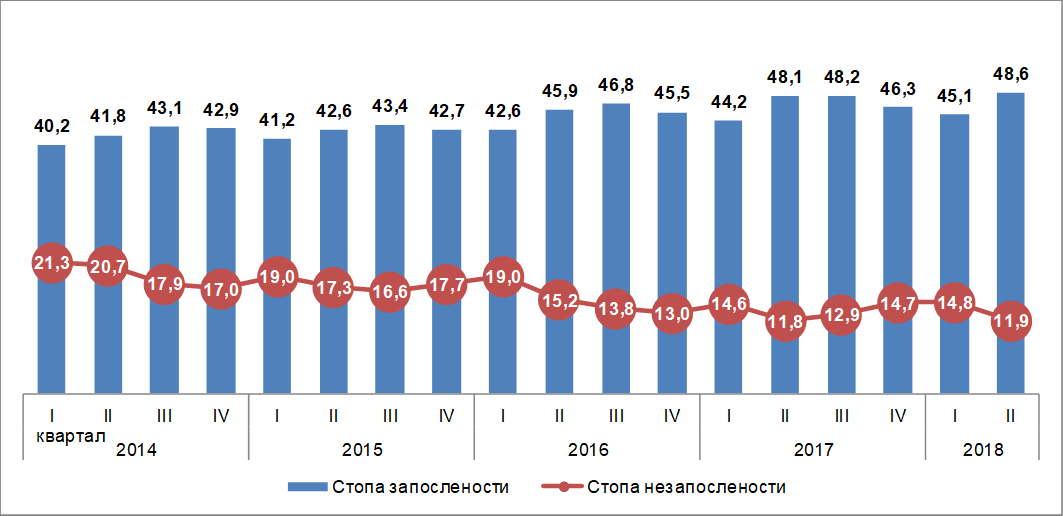 40,2 41,8 43,1 42,9 41,2 42,6 43,4 42,7 42,6 45,9 46,8 45,5 44,2 48,1 48,2 46,3 45,1 48,6
21,3 20,7 17,9 17,0 19,0 17,3 16,6 17,7 19,0 15,2 13,8 13,0 14,6 11,8 12,9 14,7 14,8 11,9
I II III IV I II III IV I II III IV I II III IV I II
квартал
2014 2015 2016 2017 2018
Стопа запослености Стопа незапослености